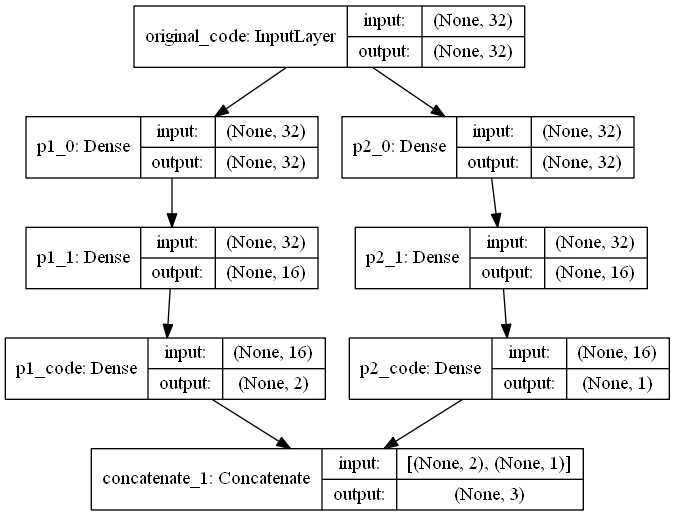 original_code: InputLayer
input: (None, 32)
output: (None, 32)
p1_0: Dense
input: (None, 32)
output: (None, 32)
p2_0: Dense
input: (None, 32)
output: (None, 32)
p1_1: Dense
input: (None, 32)
output: (None, 16)
p2_1: Dense
input: (None, 32)
output: (None, 16)
p1_code: Dense
input: (None, 16)
output: (None, 2)
p2_code: Dense
input: (None, 16)
output: (None, 1)
concatenate_1: Concatenate
input: [(None, 2), (None, 1)]
output: (None, 3)